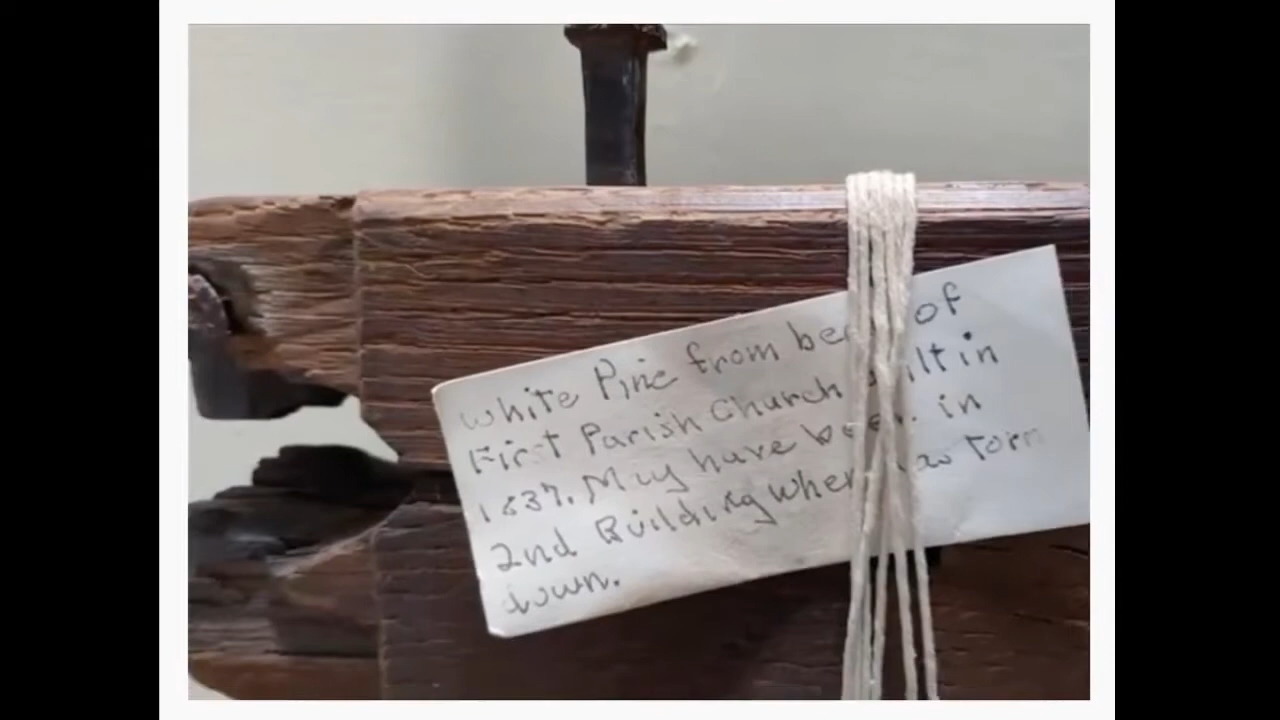 White Pine from of
First Parish Church in
1637. May have in
2nd Building Torn
down.